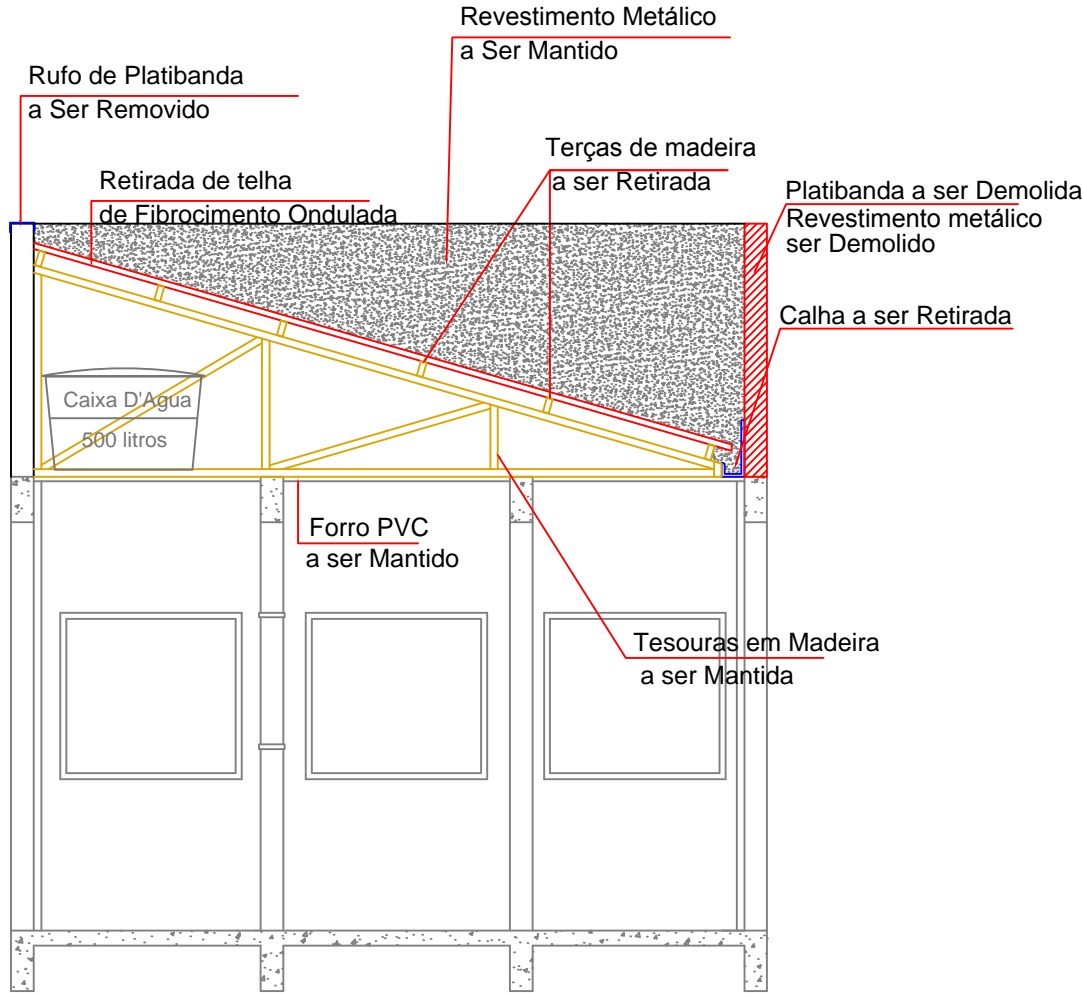 Revestimento Metálico
a Ser Mantido
Rufo de Platibanda
a Ser Removido
Terças de madeira
a ser Retirada
Retirada de telha
de Fibrocimento Ondulada
Platibanda a ser Demolida
Revestimento metálico
ser Demolido
Calha a ser Retirada
Caixa D'Agua
500 litros
Forro PVC
a ser Mantido
Tesouras em Madeira
a ser Mantida